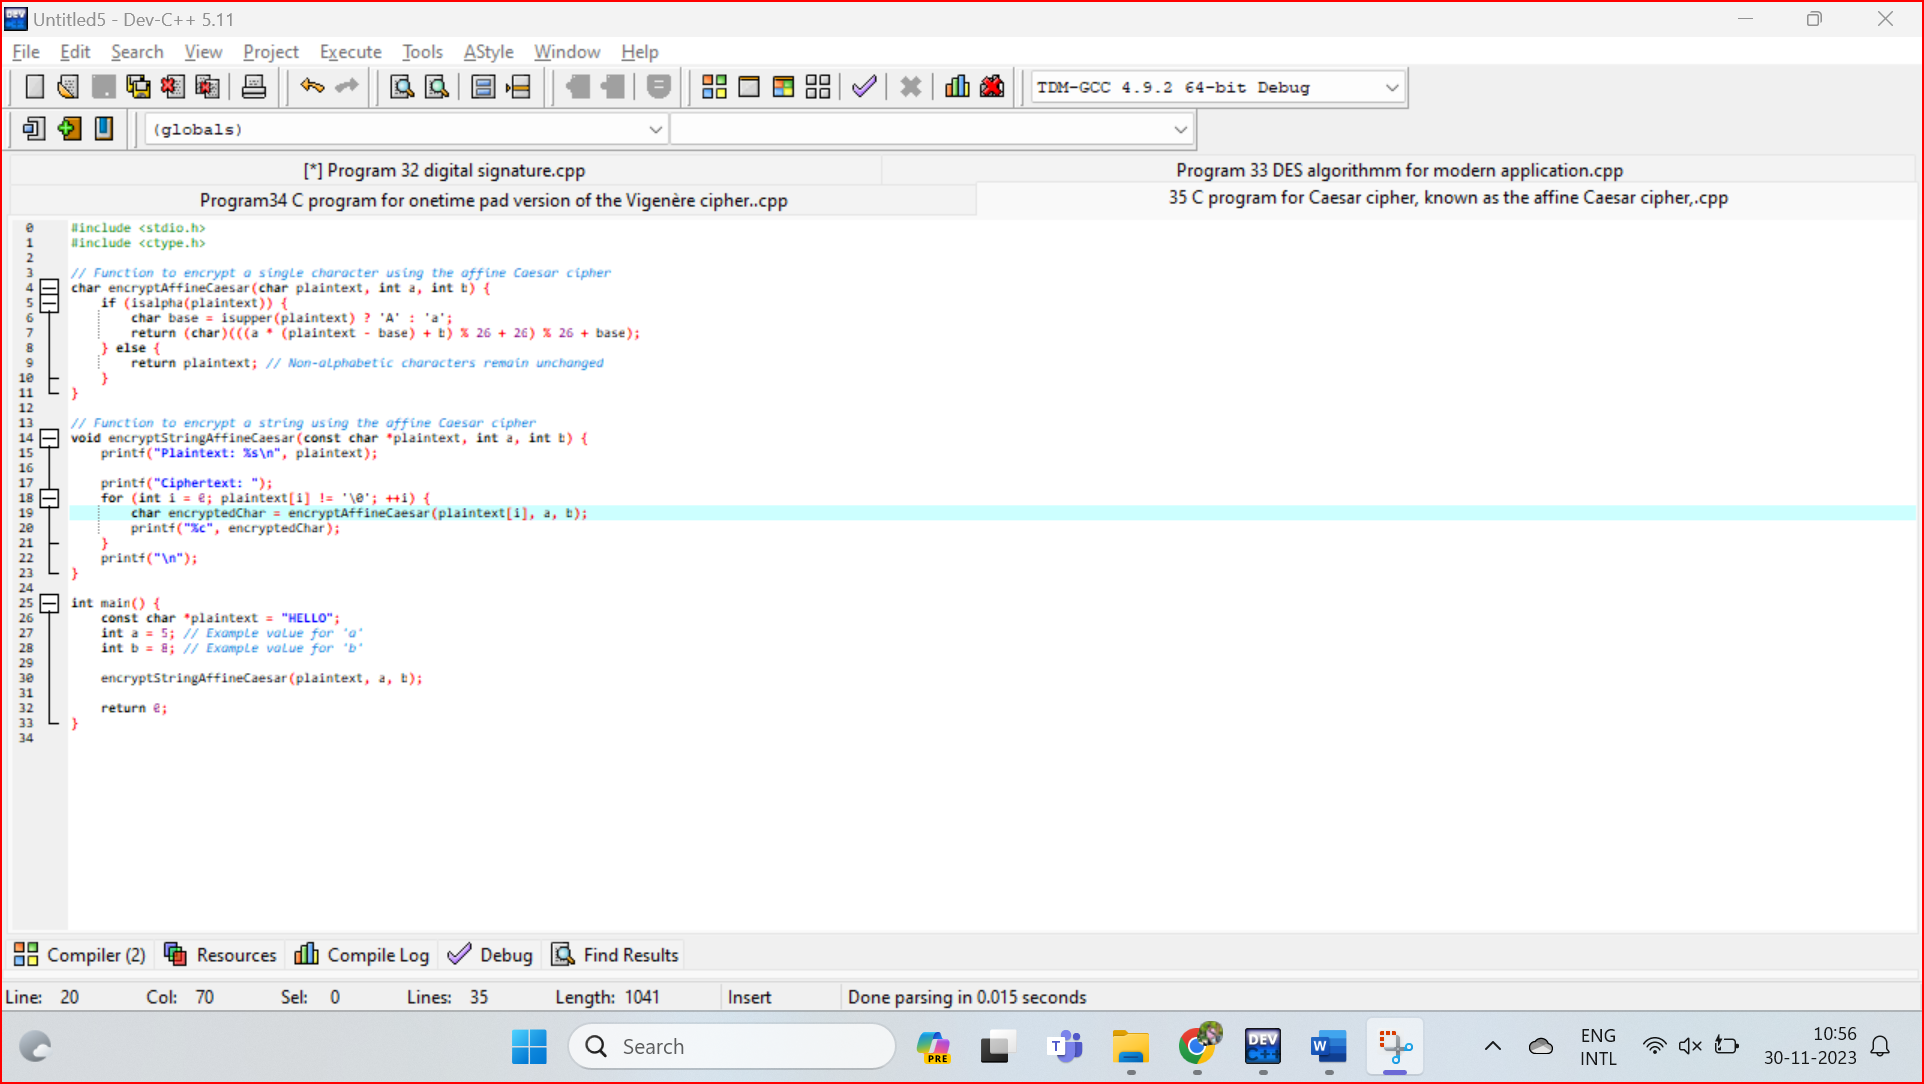 Untitled5 - Dev-C++ 5.11
File Edit Search View Project Execute Tools AStyle Window Help
TDM-GCC 4.9.2 64-bit Debug
(globals)
[*] Program 32 digital signature.cpp
Program 33 DES algorithmm for modern application.cpp
Program34 C program for onetime pad version of the Vigenère cipher..cpp
35 C program for Caesar cipher, known as the affine Caesar cipher,.cpp
0 #include <stdio.h>
1 #include <ctype.h>
2
3 // Function to encrypt a single character using the affine Caesar cipher
4 char encryptAffineCaesar(char plaintext, int a, int b) {
5 if (isalpha(plaintext)) {
6 char base = isupper(plaintext) ? 'A' : 'a';
7 return (char)(((a * (plaintext - base) + b) % 26 + 26) % 26 + base);
8 } else {
9 return plaintext; // Non-alphabetic characters remain unchanged
10 }
11 }
12
13 // Function to encrypt a string using the affine Caesar cipher
14 void encryptStringAffineCaesar(const char *plaintext, int a, int b) {
15 printf("Plaintext: %s\n", plaintext);
16
17 printf("Ciphertext: ");
18 for (int i = 0; plaintext[i] != '\0'; ++i) {
19 char encryptedChar = encryptAffineCaesar(plaintext[i], a, b);
20 printf("%c", encryptedChar);
21 }
22 printf("\n");
23 }
24
25 int main() {
26 const char *plaintext = "HELLO";
27 int a = 5; // Example value for 'a'
28 int b = 8; // Example value for 'b'
29
30 encryptStringAffineCaesar(plaintext, a, b);
31
32 return 0;
33 }
34
Compiler (2) Resources Compile Log Debug Find Results
Line: 20 Col: 70 Sel: 0 Lines: 35 Length: 1041 Insert Done parsing in 0.015 seconds
Search
PRE
DEV C++
ENG
INTL
10:56
30-11-2023